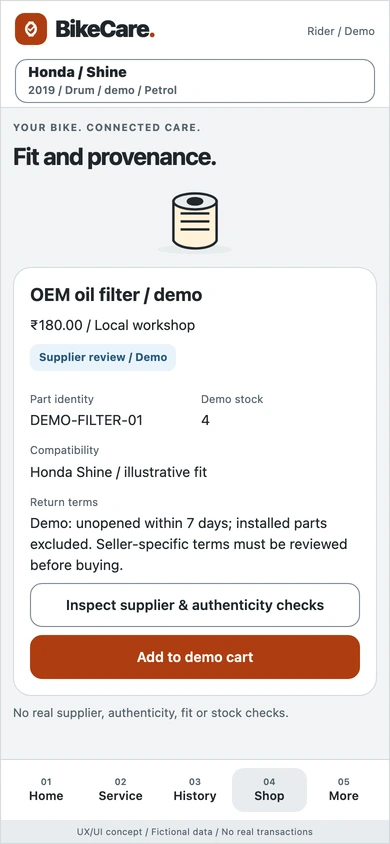 BikeCare.
Rider / Demo
Honda / Shine
2019 / Drum / demo / Petrol
YOUR BIKE. CONNECTED CARE.
Fit and provenance.
OEM oil filter / demo
₹180.00 / Local workshop
Supplier review / Demo
Part identity
Demo stock
DEMO-FILTER-01
4
Compatibility
Honda Shine / illustrative fit
Return terms
Demo: unopened within 7 days; installed parts
excluded. Seller-specific terms must be reviewed
before buying.
Inspect supplier & authenticity checks
Add to demo cart
No real supplier, authenticity, fit or stock checks.
01
02
03
04
05
Home
Service
History
Shop
More
UX/UI concept / Fictional data / No real transactions